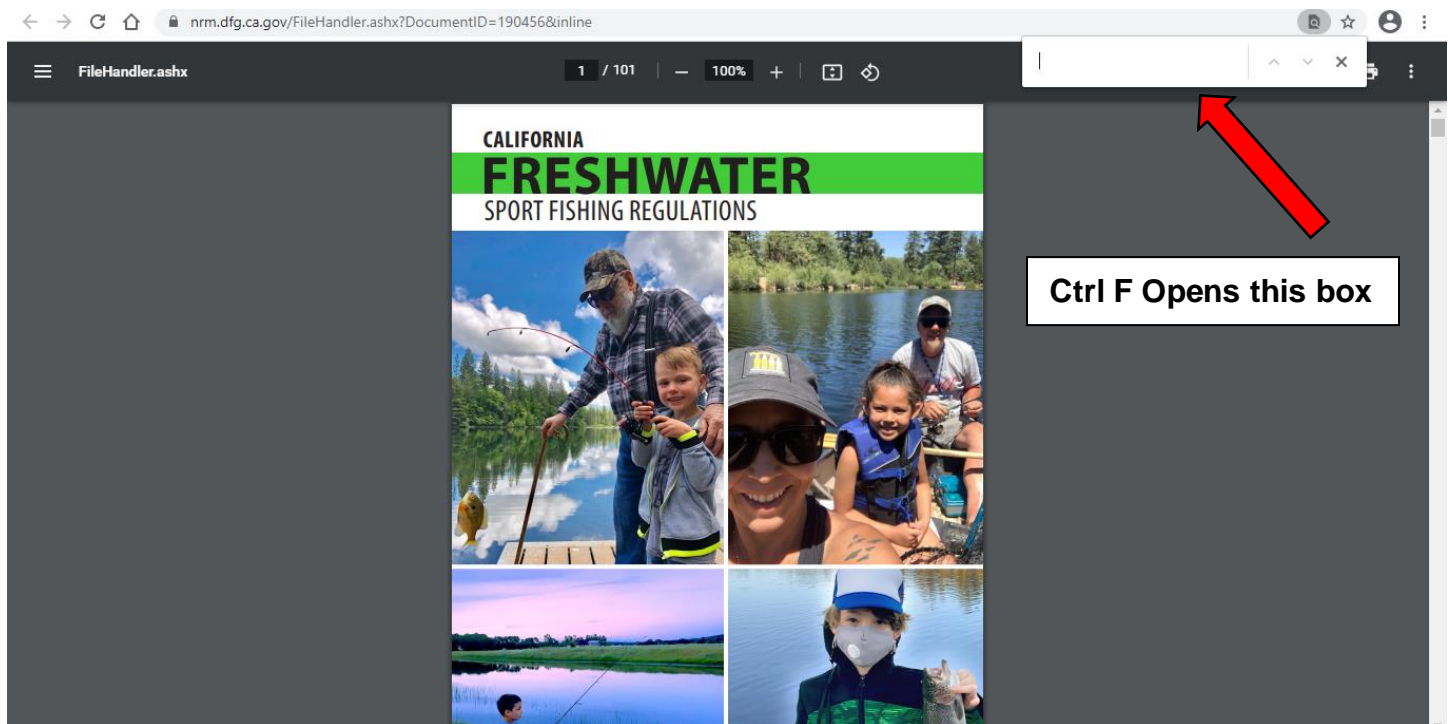 nrm.dfg.ca.gov/FileHandler.ashx?DocumentID=190456&inline
FileHandler.ashx
1 / 101
100%
CALIFORNIA
FRESHWATER
SPORT FISHING REGULATIONS
Ctrl F Opens this box